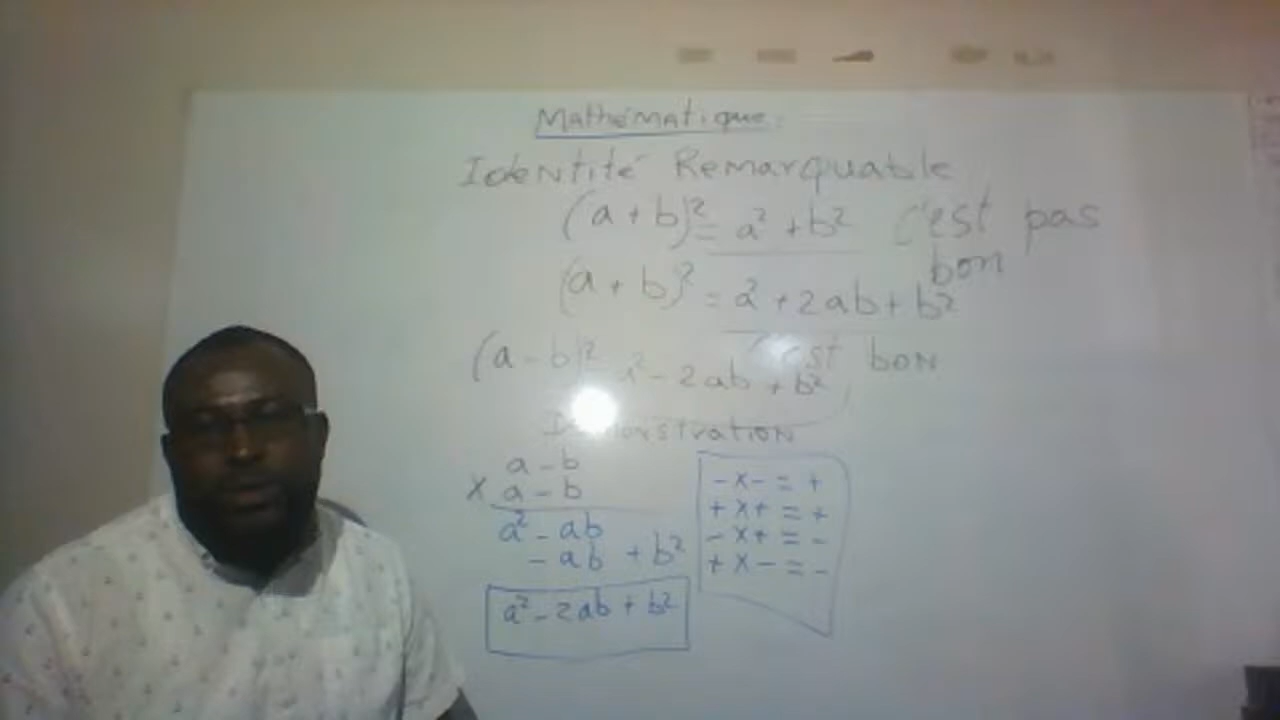 Mathématique.
Identité Remarquable
(a + b)² = a² + b² c'est pas bon
(a + b)² = a² + 2ab + b²
c'est bon
(a - b)² = a² - 2ab + b²
Démonstration
a - b
x a - b
a² - ab
- ab + b²
a² - 2ab + b²
- x - = +
+ x + = +
- x + = -
+ x - = -